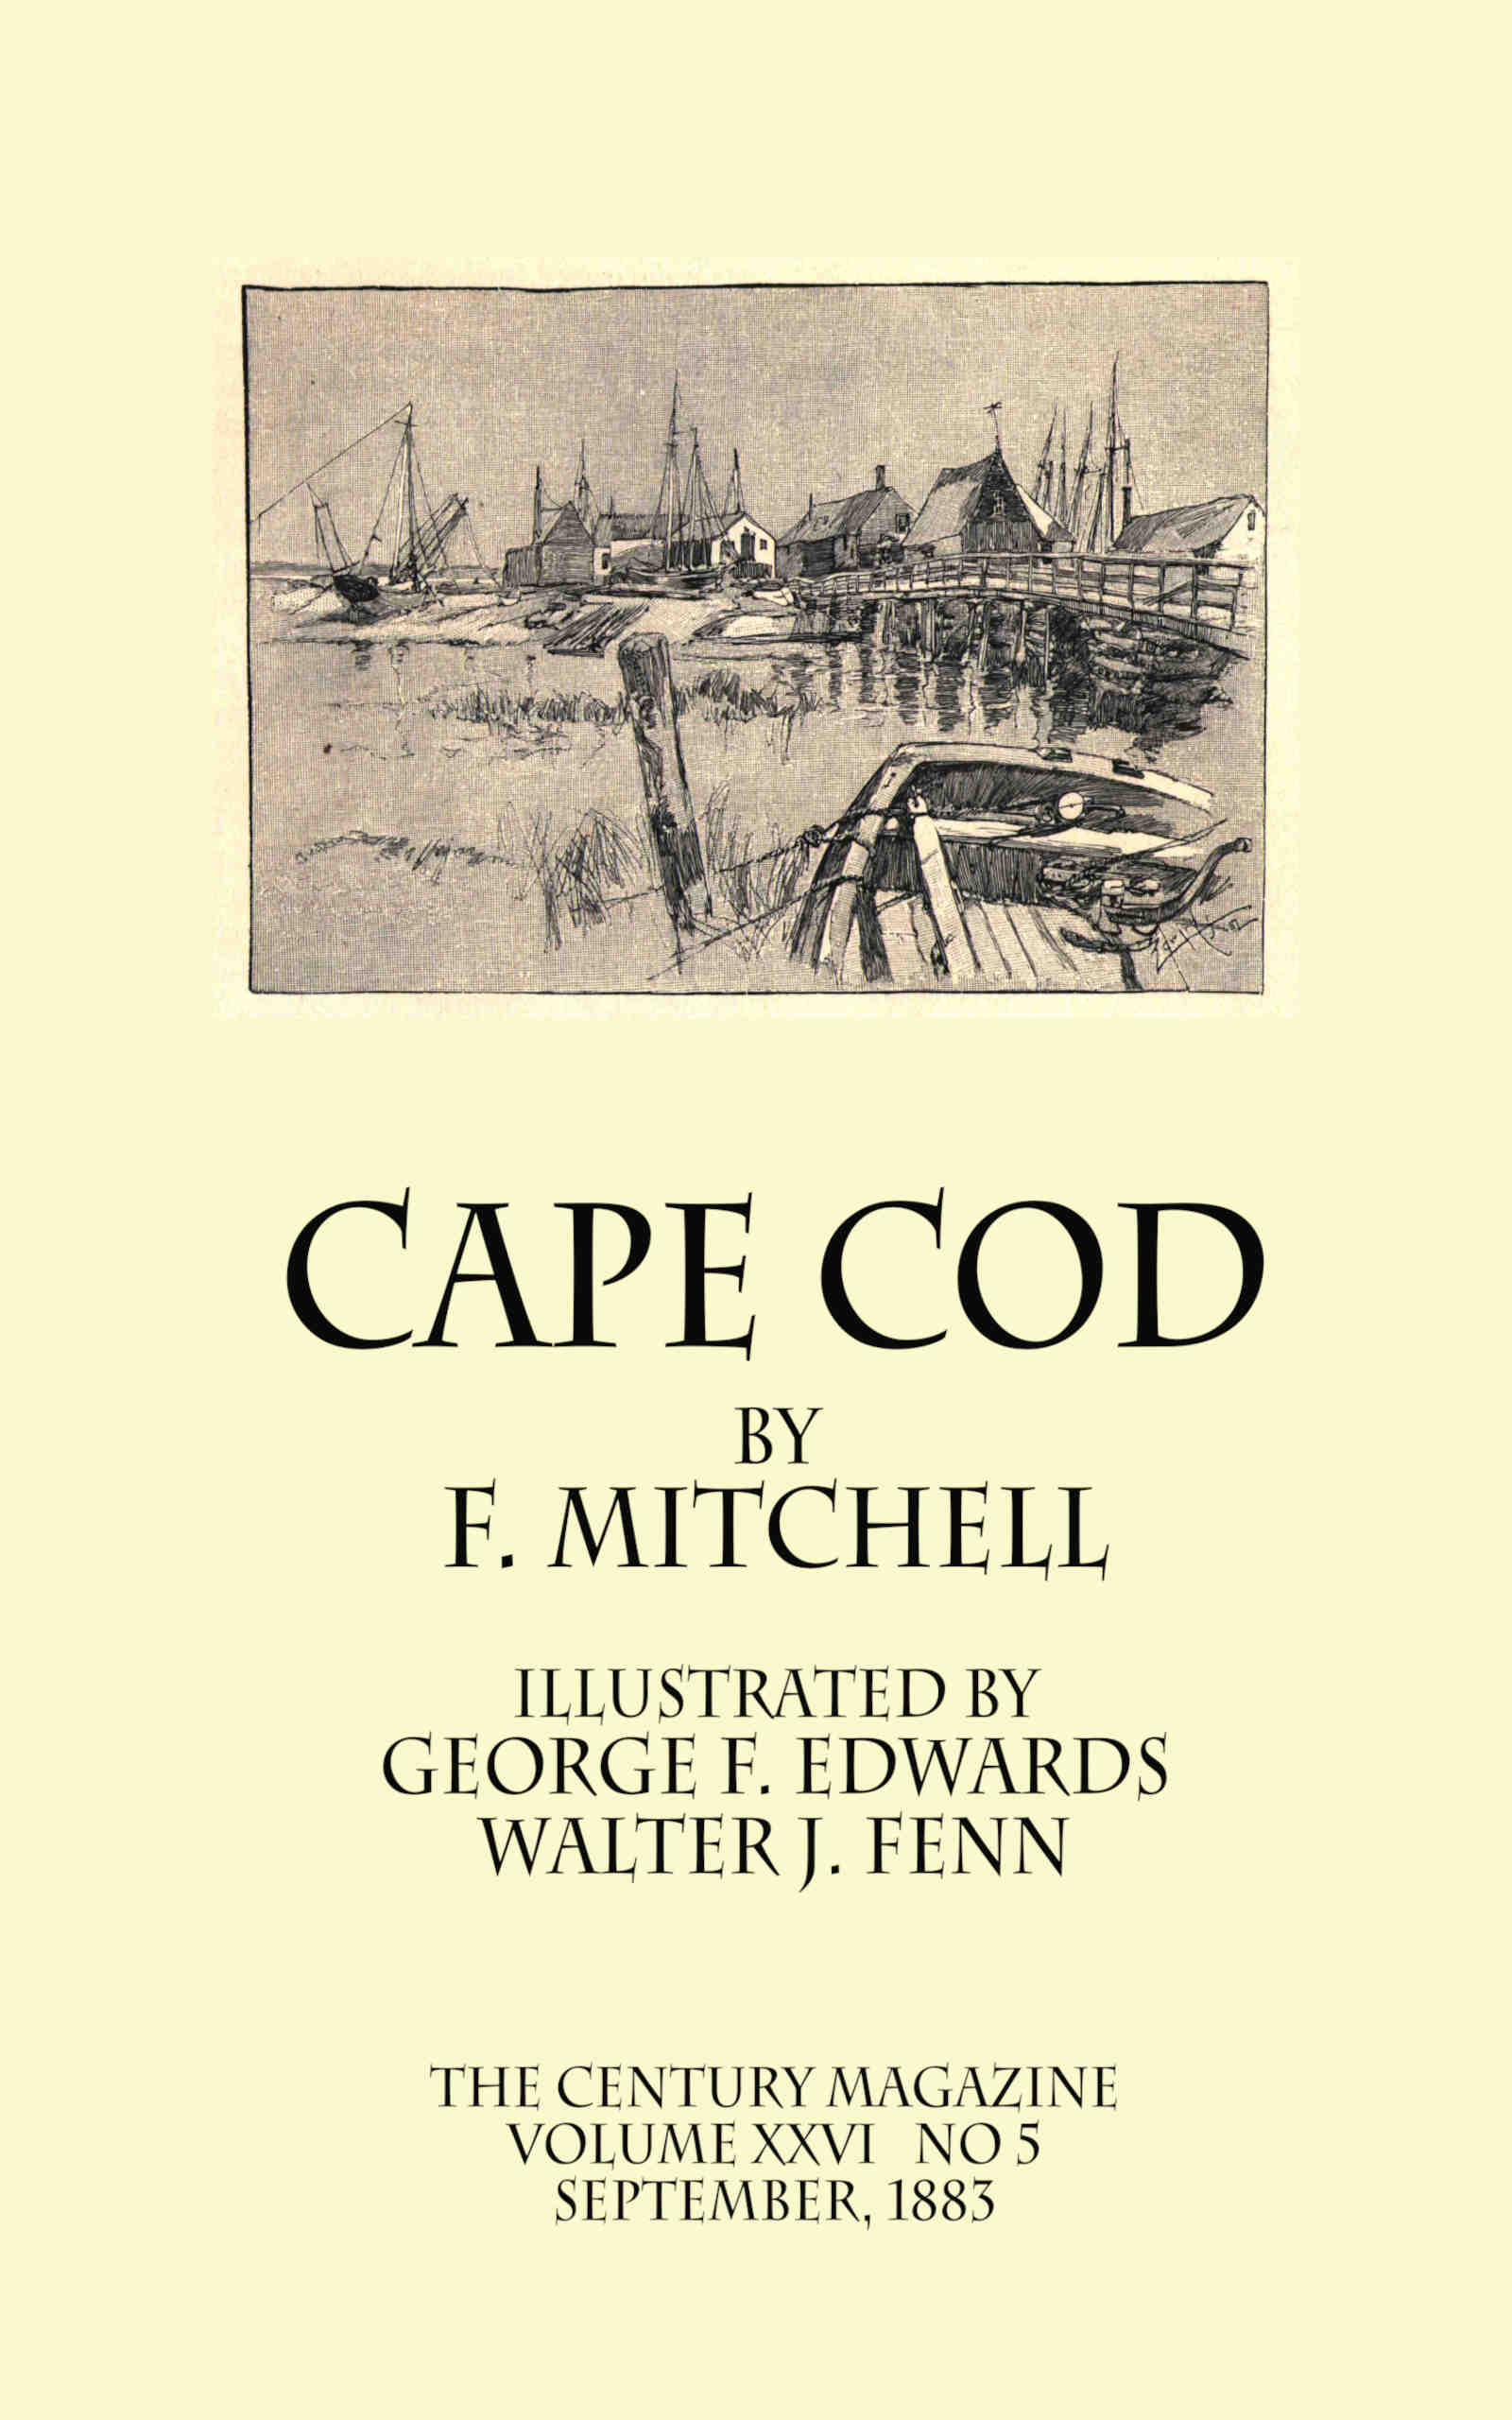 CAPE COD
BY
F. MITCHELL
ILLUSTRATED BY
GEORGE F. EDWARDS
WALTER J. FENN
THE CENTURY MAGAZINE
VOLUME XXVI NO 5
SEPTEMBER, 1883